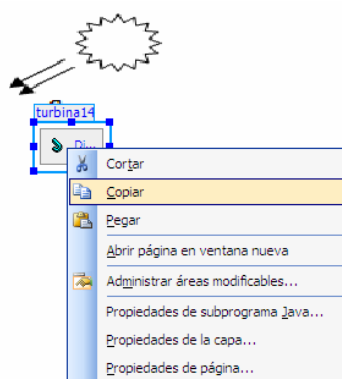 turbina14
Di...
Cortar
Copiar
Pegar
Abrir página en ventana nueva
Administrar áreas modificables...
Propiedades de subprograma Java...
Propiedades de la capa...
Propiedades de página...